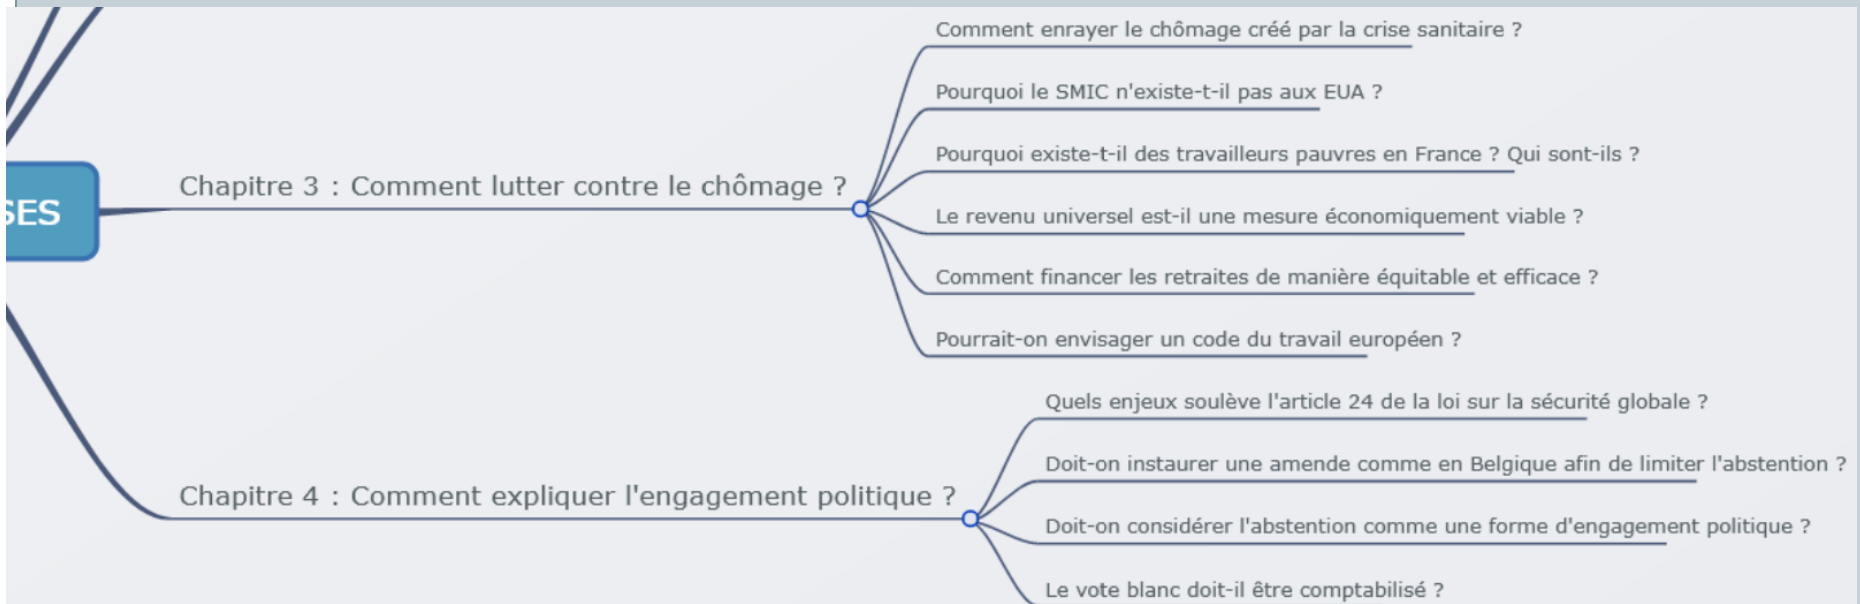 Comment enrayer le chômage créé par la crise sanitaire ?
Pourquoi le SMIC n'existe-t-il pas aux EUA ?
Pourquoi existe-t-il des travailleurs pauvres en France ? Qui sont-ils ?
Chapitre 3 : Comment lutter contre le chômage ?
SES
Le revenu universel est-il une mesure économiquement viable ?
Comment financer les retraites de manière équitable et efficace ?
Pourrait-on envisager un code du travail européen ?
Quels enjeux soulève l'article 24 de la loi sur la sécurité globale ?
Doit-on instaurer une amende comme en Belgique afin de limiter l'abstention ?
Chapitre 4 : Comment expliquer l'engagement politique ?
Doit-on considérer l'abstention comme une forme d'engagement politique ?
Le vote blanc doit-il être comptabilisé ?